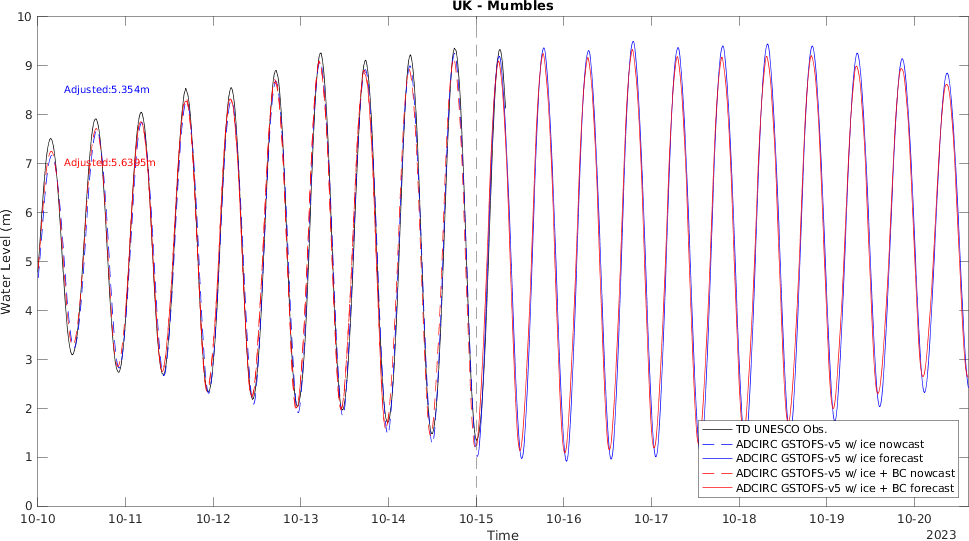 UK - Mumbles
10
9
8
7
6
5
4
3
2
1
0
Water Level (m)
Adjusted:5.354m
Adjusted:5.6395m
TD UNESCO Obs.
ADCIRC GSTOFS-v5 w/ ice nowcast
ADCIRC GSTOFS-v5 w/ ice forecast
ADCIRC GSTOFS-v5 w/ ice + BC nowcast
ADCIRC GSTOFS-v5 w/ ice + BC forecast
10-10 10-11 10-12 10-13 10-14 10-15 10-16 10-17 10-18 10-19 10-20
Time
2023